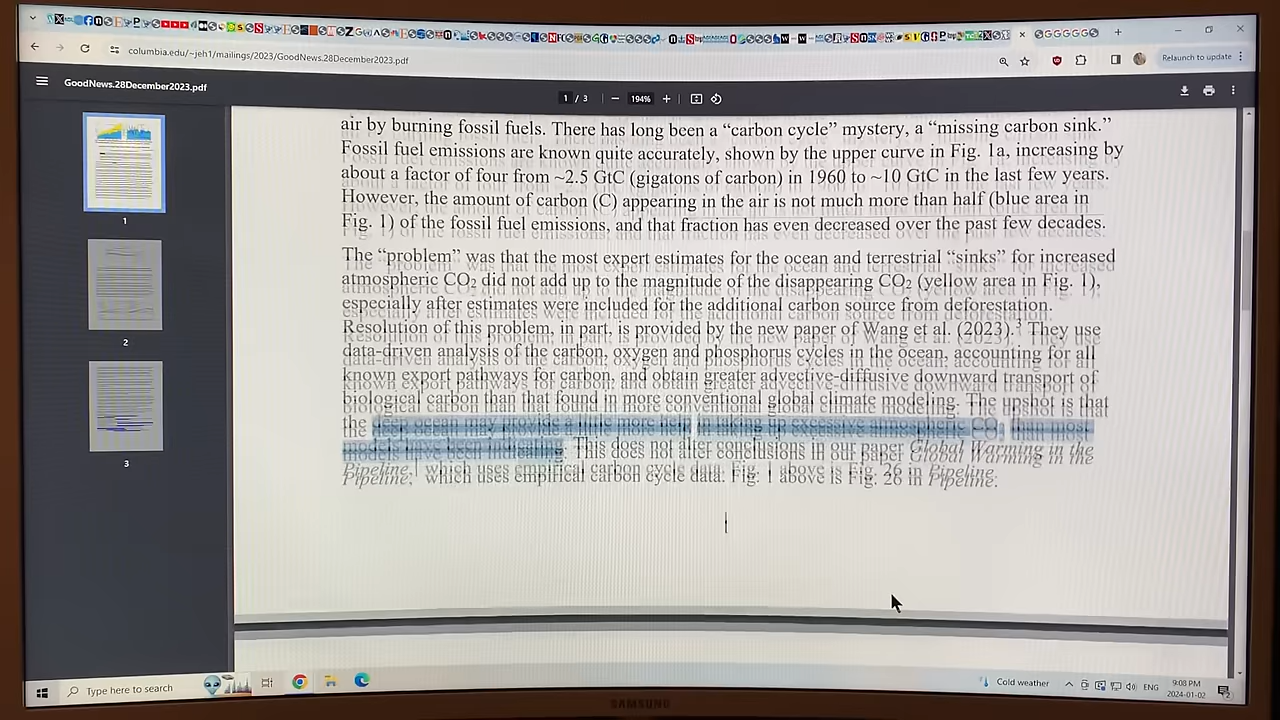 columbia.edu/~jeh1/mailings/2023/GoodNews.28December2023.pdf
Relaunch to update
GoodNews.28December2023.pdf
1 / 3
194%
1
2
3
air by burning fossil fuels. There has long been a “carbon cycle” mystery, a “missing carbon sink.”
Fossil fuel emissions are known quite accurately, shown by the upper curve in Fig. 1a, increasing by
about a factor of four from ~2.5 GtC (gigatons of carbon) in 1960 to ~10 GtC in the last few years.
However, the amount of carbon (C) appearing in the air is not much more than half (blue area in
Fig. 1) of the fossil fuel emissions, and that fraction has even decreased over the past few decades.
The “problem” was that the most expert estimates for the ocean and terrestrial “sinks” for increased
atmospheric CO₂ did not add up to the magnitude of the disappearing CO₂ (yellow area in Fig. 1),
especially after estimates were included for the additional carbon source from deforestation.
Resolution of this problem, in part, is provided by the new paper of Wang et al. (2023).³ They use
data-driven analysis of the carbon, oxygen and phosphorus cycles in the ocean, accounting for all
known export pathways for carbon, and obtain greater advective-diffusive downward transport of
biological carbon than that found in more conventional global climate modeling. The upshot is that
the deep ocean may provide a little more help in taking up excessive atmospheric CO₂ than most
models have been indicating. This does not alter conclusions in our paper Global Warming in the
Pipeline,¹ which uses empirical carbon cycle data. Fig. 1 above is Fig. 26 in Pipeline.
Type here to search
Cold weather
ENG
9:08 PM
2024-01-02
SAMSUNG